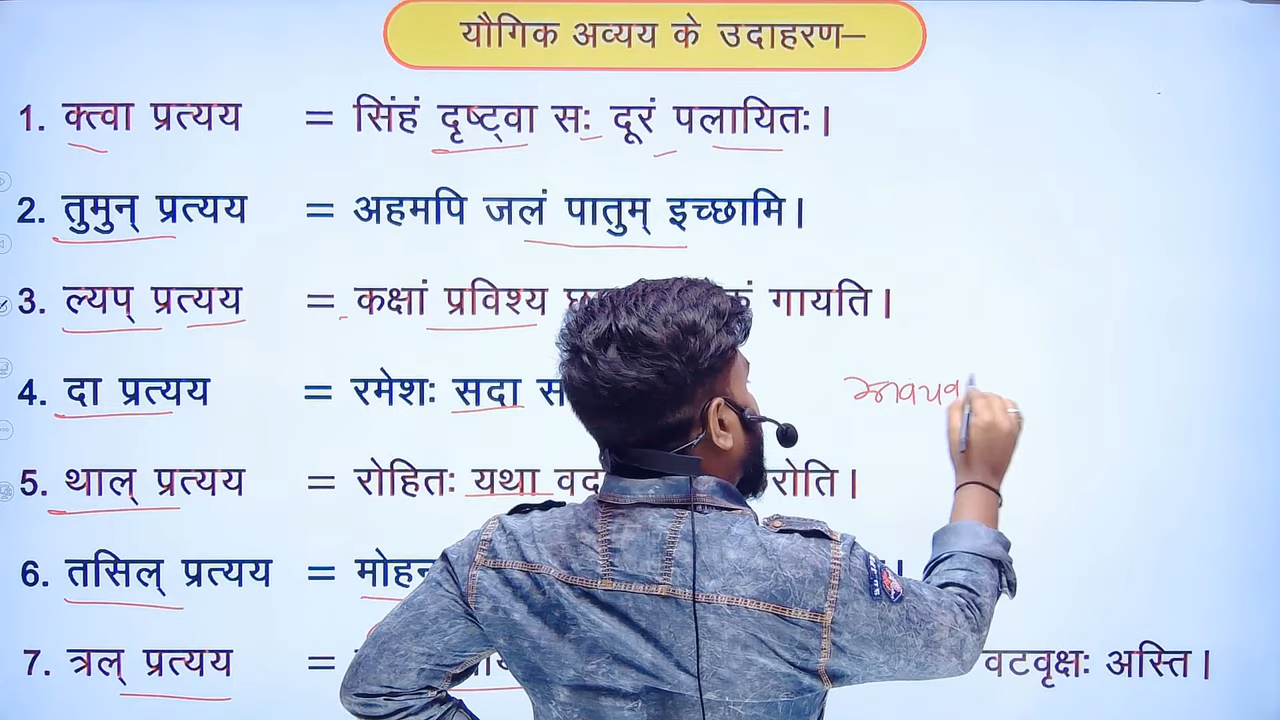 यौगिक अव्यय के उदाहरण–
1. क्त्वा प्रत्यय = सिंहं दृष्ट्वा सः दूरं पलायितः।
2. तुमुन् प्रत्यय = अहमपि जलं पातुम् इच्छामि।
3. ल्यप् प्रत्यय = कक्षां प्रविश्य गायति।
4. दा प्रत्यय = रमेशः सदा
5. थाल् प्रत्यय = रोहितः यथा
6. तसिल् प्रत्यय =
7. त्रल् प्रत्यय = वटवृक्षः अस्ति।